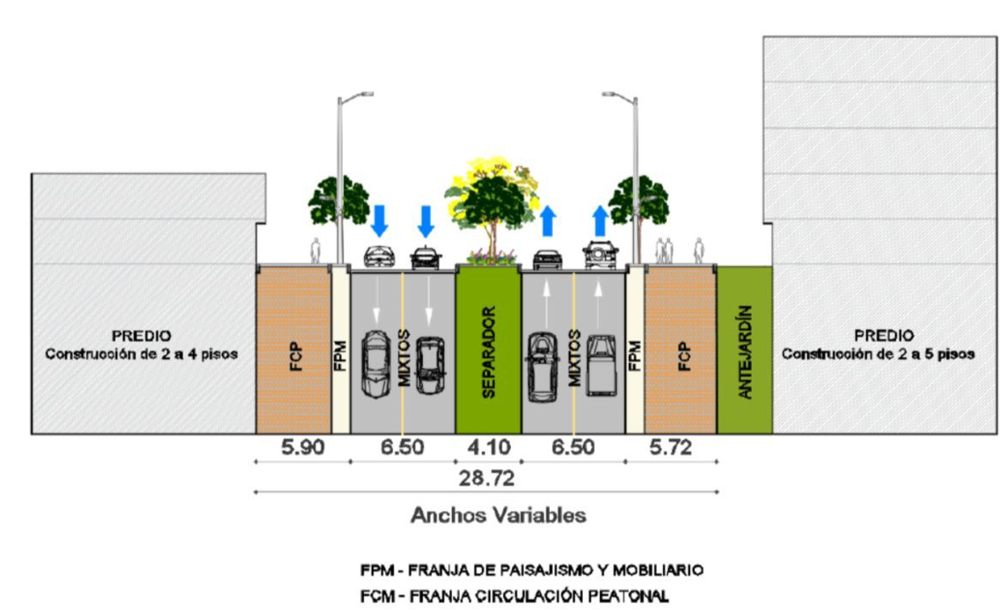 PREDIO
Construcción de 2 a 4 pisos
FCP
FPM
MIXTOS
SEPARADOR
MIXTOS
FPM
FCP
ANTEJARDÍN
PREDIO
Construcción de 2 a 5 pisos
5.90 6.50 4.10 6.50 5.72
28.72
Anchos Variables
FPM - FRANJA DE PAISAJISMO Y MOBILIARIO
FCM - FRANJA CIRCULACIÓN PEATONAL